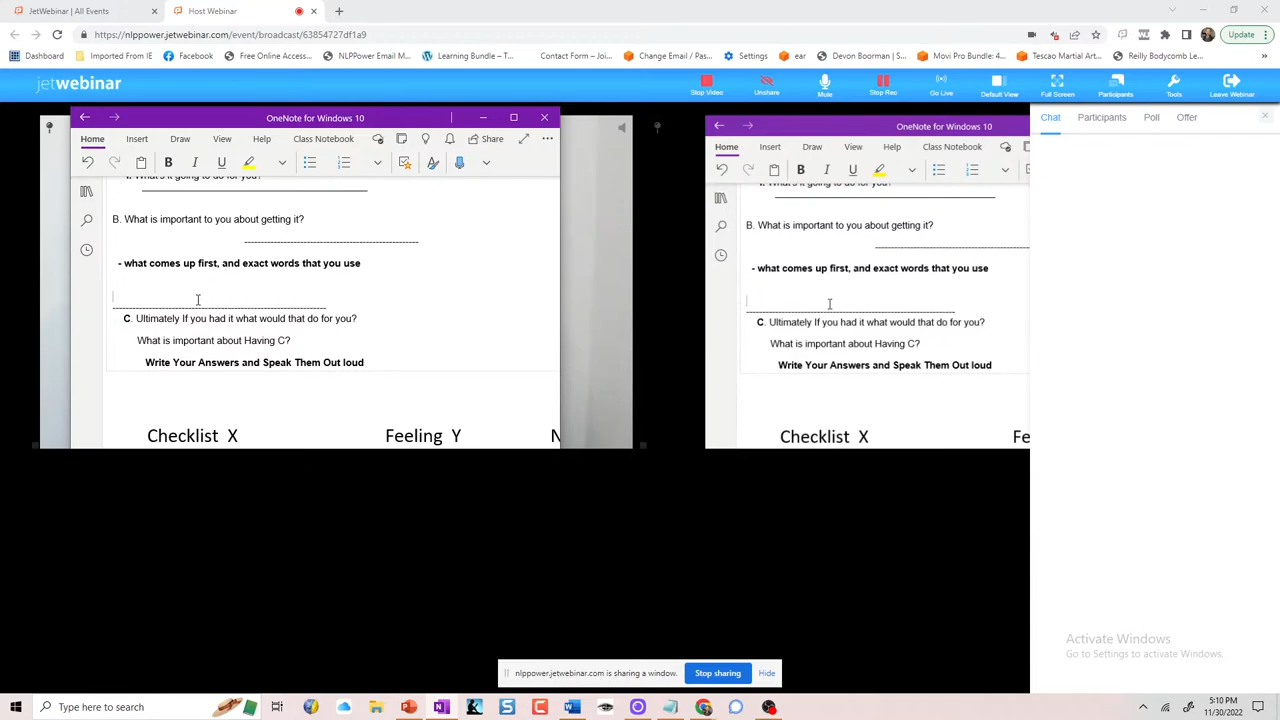 JetWebinar | All Events
Host Webinar
https://nlppower.jetwebinar.com/event/broadcast/63854727df1a9
Update
Dashboard
Imported From IE
Facebook
Free Online Access...
NLPPower Email M...
Learning Bundle – T...
Contact Form – Joi...
Change Email / Pas...
Settings
ear
Devon Boorman | S...
Movi Pro Bundle: 4...
Tescao Martial Art...
Reilly Bodycomb Le...
jetwebinar
Stop Video
Unshare
Mute
Stop Rec
Go Live
Default View
Full Screen
Participants
Tools
Leave Webinar
OneNote for Windows 10
Home Insert Draw View Help Class Notebook Share
B. What is important to you about getting it?
- what comes up first, and exact words that you use
C. Ultimately If you had it what would that do for you?
What is important about Having C?
Write Your Answers and Speak Them Out loud
Checklist X Feeling Y N
OneNote for Windows 10
Home Insert Draw View Help Class Notebook
B. What is important to you about getting it?
- what comes up first, and exact words that you use
C. Ultimately If you had it what would that do for you?
What is important about Having C?
Write Your Answers and Speak Them Out loud
Checklist X Fe
Chat Participants Poll Offer
Activate Windows
Go to Settings to activate Windows.
nlppower.jetwebinar.com is sharing a window.
Stop sharing
Hide
Type here to search
5:10 PM
11/30/2022